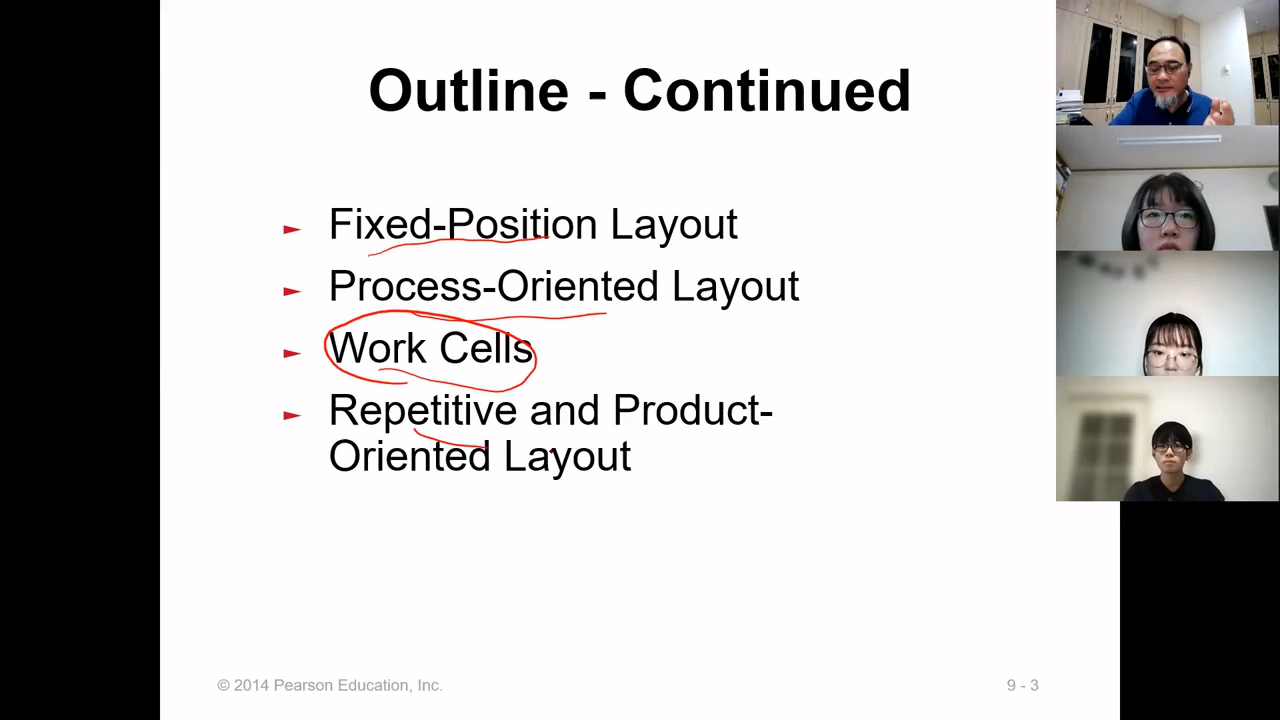 Outline - Continued
► Fixed-Position Layout
► Process-Oriented Layout
► Work Cells
► Repetitive and Product-
Oriented Layout
© 2014 Pearson Education, Inc.
9 - 3